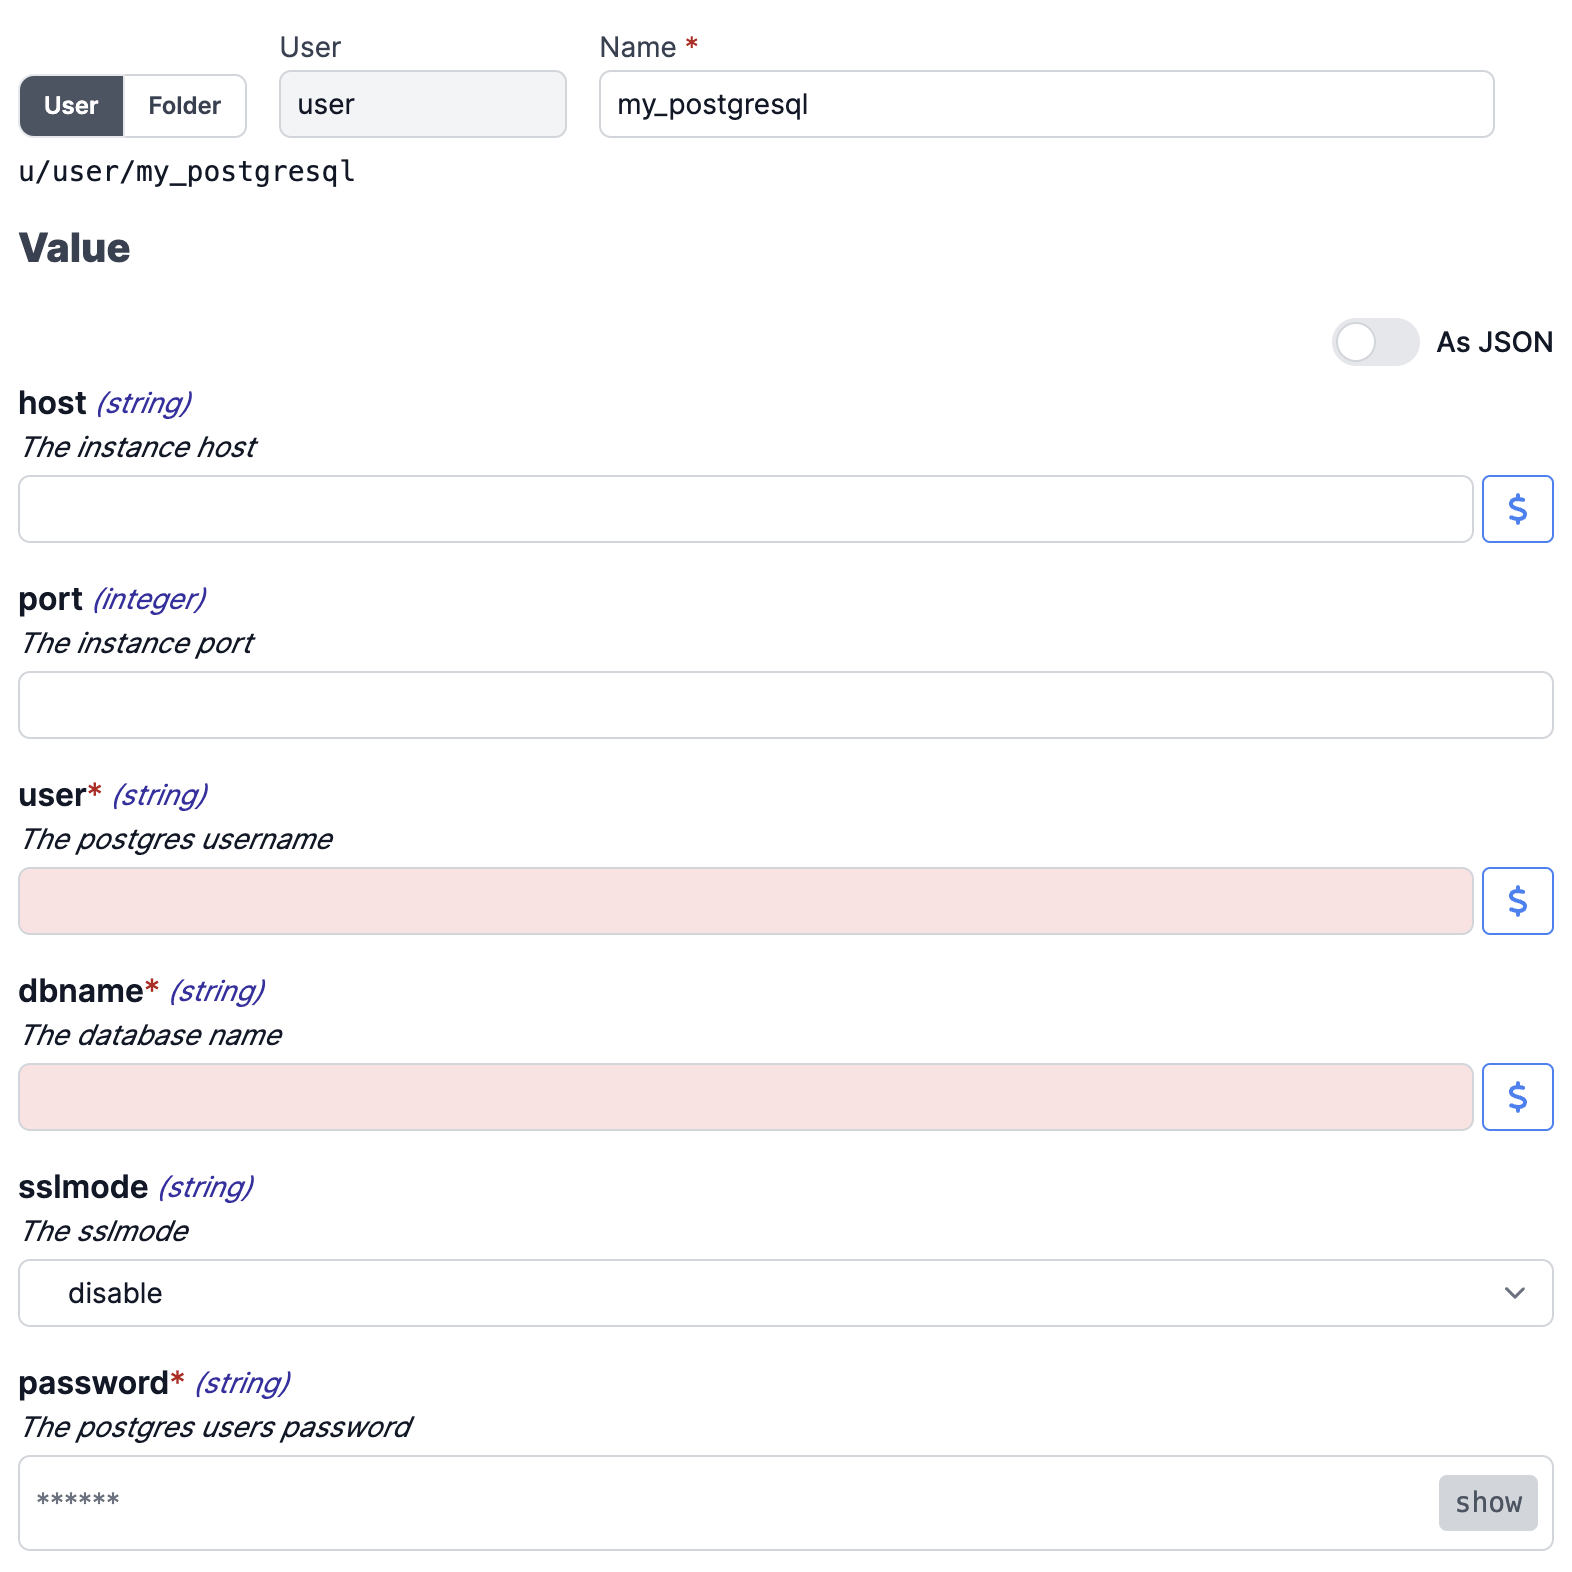 User
Name *
User
Folder
user
my_postgresql
u/user/my_postgresql
Value
As JSON
host (string)
The instance host
$
port (integer)
The instance port
user* (string)
The postgres username
$
dbname* (string)
The database name
$
sslmode (string)
The sslmode
disable
password* (string)
The postgres users password
******
show